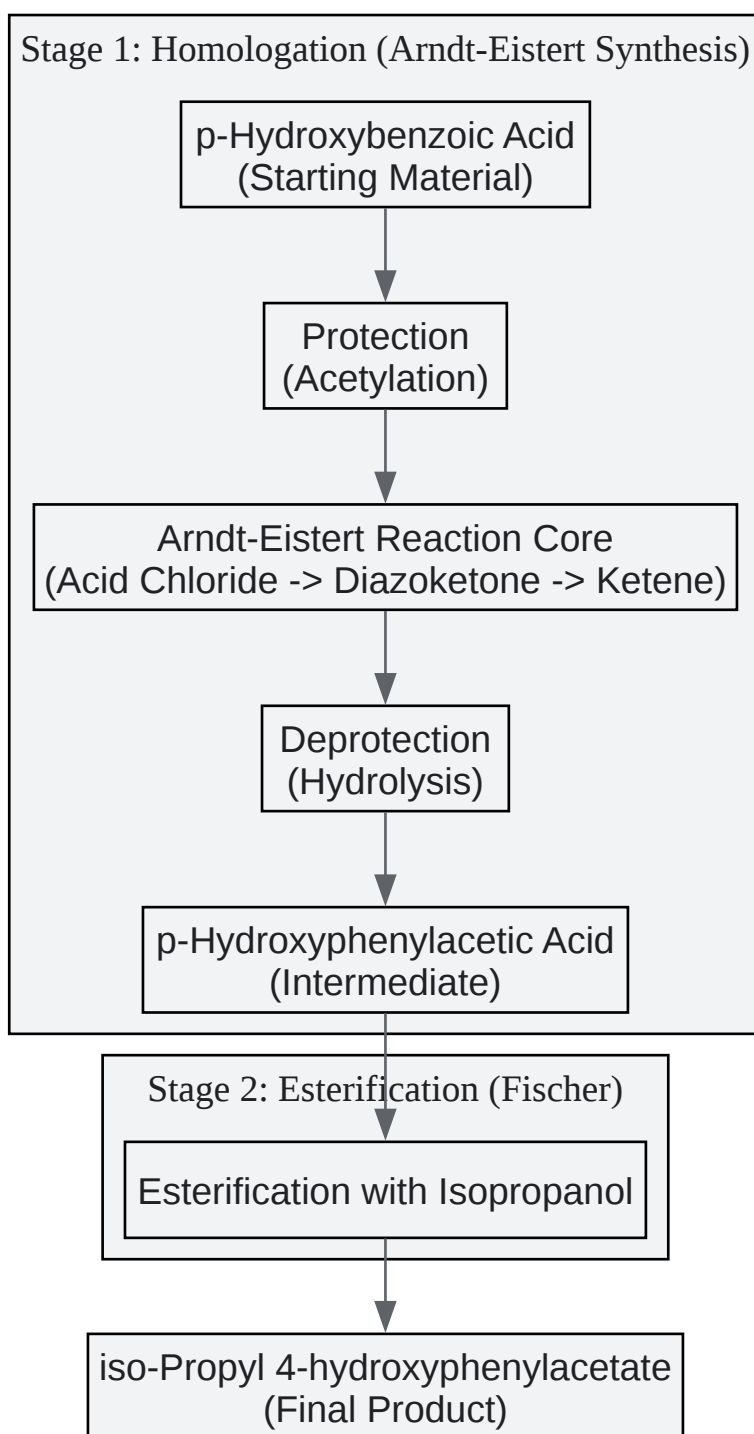 Stage 1: Homologation (Arndt-Eistert Synthesis)
p-Hydroxybenzoic Acid
(Starting Material)
Protection
(Acetylation)
Arndt-Eistert Reaction Core
(Acid Chloride -> Diazoketone -> Ketene)
Deprotection
(Hydrolysis)
p-Hydroxyphenylacetic Acid
(Intermediate)
Stage 2: Esterification (Fischer)
Esterification with Isopropanol
iso-Propyl 4-hydroxyphenylacetate
(Final Product)